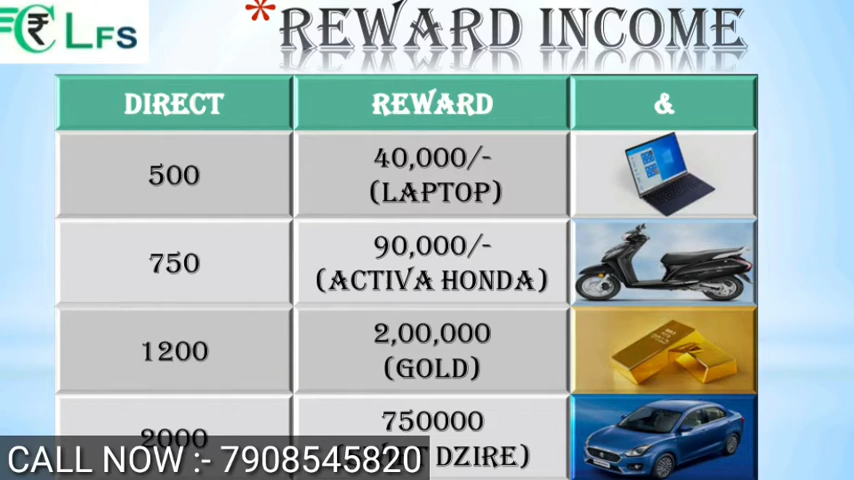 LFS
*REWARD INCOME
DIRECT REWARD &
500 40,000/-
(LAPTOP)
750 90,000/-
(ACTIVA HONDA)
1200 2,00,000
(GOLD)
2000 750000
DZIRE)
CALL NOW :- 7908545820